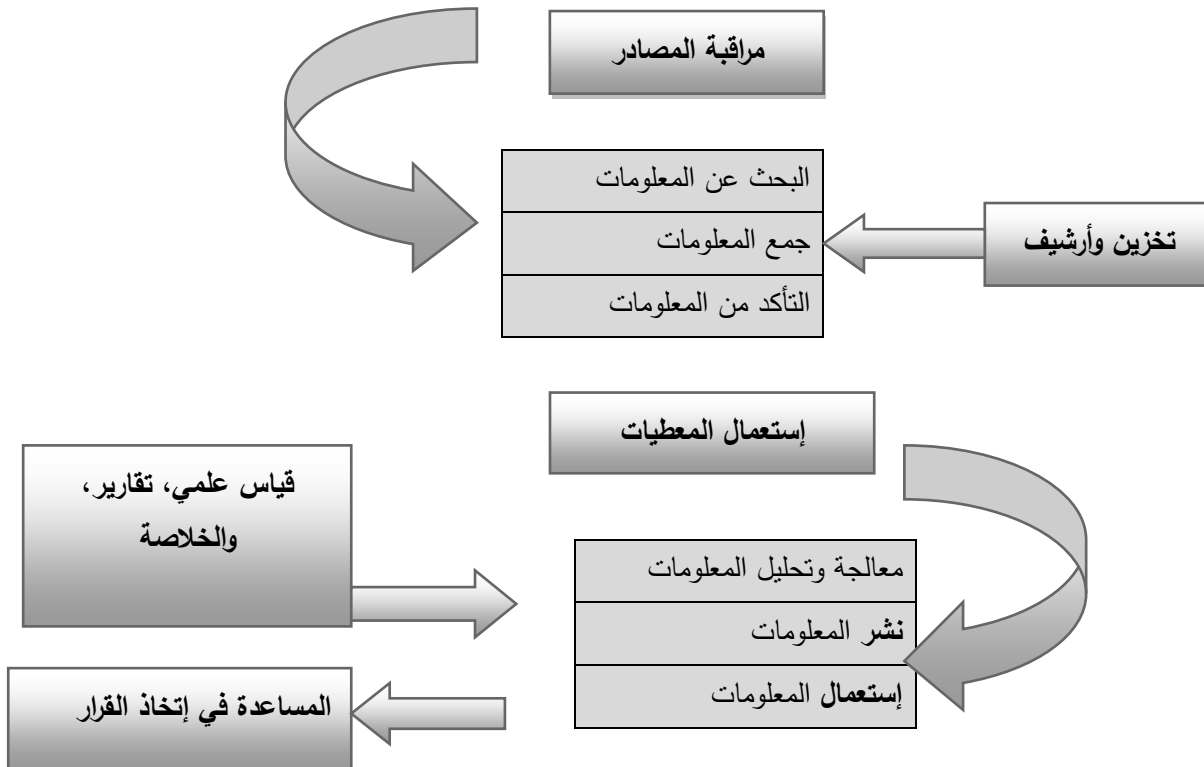 مراقبة المصادر
البحث عن المعلومات
جمع المعلومات
التأكد من المعلومات
تخزين وأرشيف
إستعمال المعطيات
قياس علمي، تقارير،
والخلاصة
معالجة وتحليل المعلومات
نشر المعلومات
إستعمال المعلومات
المساعدة في إتخاذ القرار